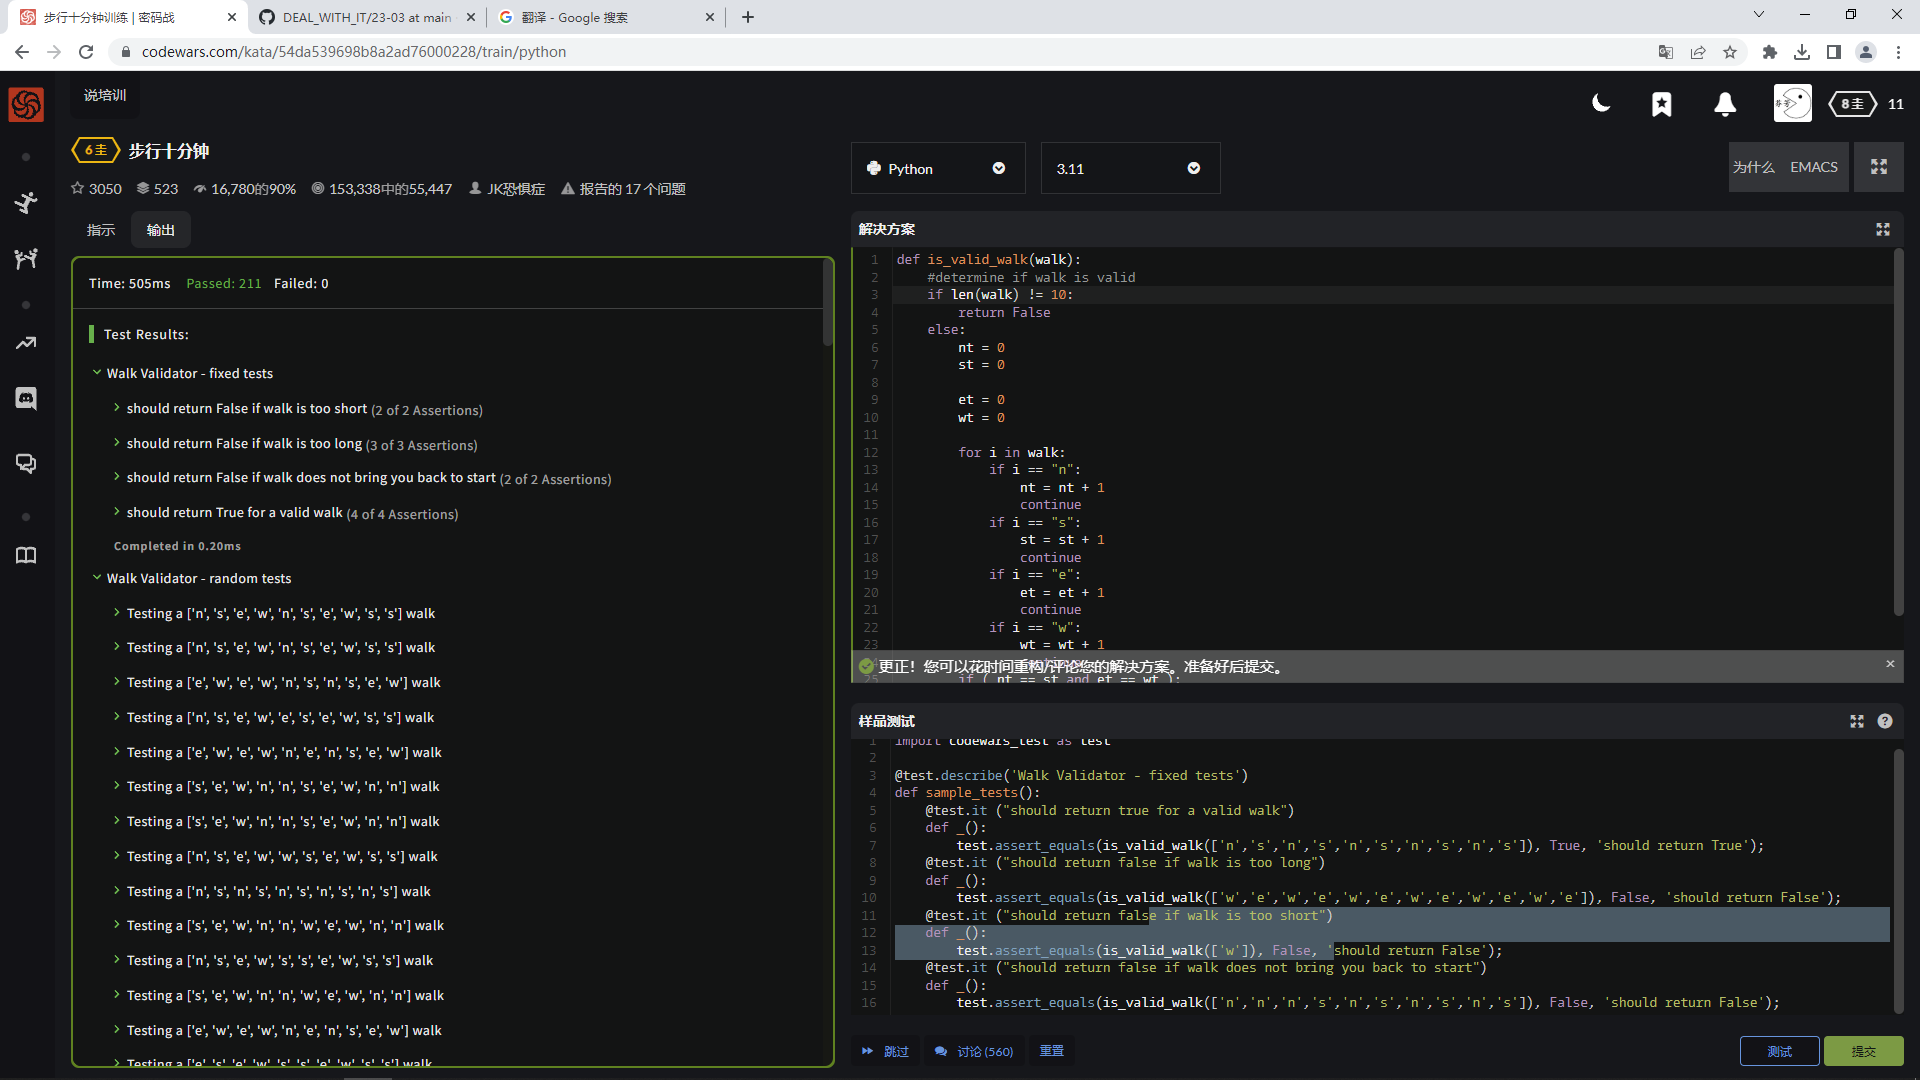 步行十分钟训练 | 密码战
DEAL_WITH_IT/23-03 at main
翻译 - Google 搜索
codewars.com/kata/54da539698b8a2ad76000228/train/python
说培训
8圭
11
6圭
步行十分钟
3050
523
16,780的90%
153,338中的55,447
JK恐惧症
报告的 17 个问题
Python
3.11
为什么
EMACS
指示
输出
Time: 505ms Passed: 211 Failed: 0
Test Results:
Walk Validator - fixed tests
should return False if walk is too short (2 of 2 Assertions)
should return False if walk is too long (3 of 3 Assertions)
should return False if walk does not bring you back to start (2 of 2 Assertions)
should return True for a valid walk (4 of 4 Assertions)
Completed in 0.20ms
Walk Validator - random tests
Testing a ['n', 's', 'e', 'w', 'n', 's', 'e', 'w', 's', 's'] walk
Testing a ['n', 's', 'e', 'w', 'n', 's', 'e', 'w', 's', 's'] walk
Testing a ['e', 'w', 'e', 'w', 'n', 's', 'n', 's', 'e', 'w'] walk
Testing a ['n', 's', 'e', 'w', 'e', 's', 'e', 'w', 's', 's'] walk
Testing a ['e', 'w', 'e', 'w', 'n', 'e', 'n', 's', 'e', 'w'] walk
Testing a ['s', 'e', 'w', 'n', 'n', 's', 'e', 'w', 'n', 'n'] walk
Testing a ['s', 'e', 'w', 'n', 'n', 's', 'e', 'w', 'n', 'n'] walk
Testing a ['n', 's', 'e', 'w', 'w', 's', 'e', 'w', 's', 's'] walk
Testing a ['n', 's', 'n', 's', 'n', 's', 'n', 's', 'n', 's'] walk
Testing a ['s', 'e', 'w', 'n', 'n', 'w', 'e', 'w', 'n', 'n'] walk
Testing a ['n', 's', 'e', 'w', 's', 's', 'e', 'w', 's', 's'] walk
Testing a ['s', 'e', 'w', 'n', 'n', 'w', 'e', 'w', 'n', 'n'] walk
Testing a ['e', 'w', 'e', 'w', 'n', 'e', 'n', 's', 'e', 'w'] walk
Testing a ['e', 's', 'e', 'w', 's', 's', 'e', 'w', 's', 's'] walk
解决方案
1 def is_valid_walk(walk):
2 #determine if walk is valid
3 if len(walk) != 10:
4 return False
5 else:
6 nt = 0
7 st = 0
8
9 et = 0
10 wt = 0
11
12 for i in walk:
13 if i == "n":
14 nt = nt + 1
15 continue
16 if i == "s":
17 st = st + 1
18 continue
19 if i == "e":
20 et = et + 1
21 continue
22 if i == "w":
23 wt = wt + 1
更正！您可以花时间重构/评论您的解决方案。准备好后提交。
25 if ( nt == st and et == wt ):
样品测试
1 import codewars_test as test
2
3 @test.describe('Walk Validator - fixed tests')
4 def sample_tests():
5 @test.it ("should return true for a valid walk")
6 def _():
7 test.assert_equals(is_valid_walk(['n','s','n','s','n','s','n','s','n','s']), True, 'should return True');
8 @test.it ("should return false if walk is too long")
9 def _():
10 test.assert_equals(is_valid_walk(['w','e','w','e','w','e','w','e','w','e','w','e']), False, 'should return False');
11 @test.it ("should return false if walk is too short")
12 def _():
13 test.assert_equals(is_valid_walk(['w']), False, 'should return False');
14 @test.it ("should return false if walk does not bring you back to start")
15 def _():
16 test.assert_equals(is_valid_walk(['n','n','n','s','n','s','n','s','n','s']), False, 'should return False');
跳过
讨论 (560)
重置
测试
提交